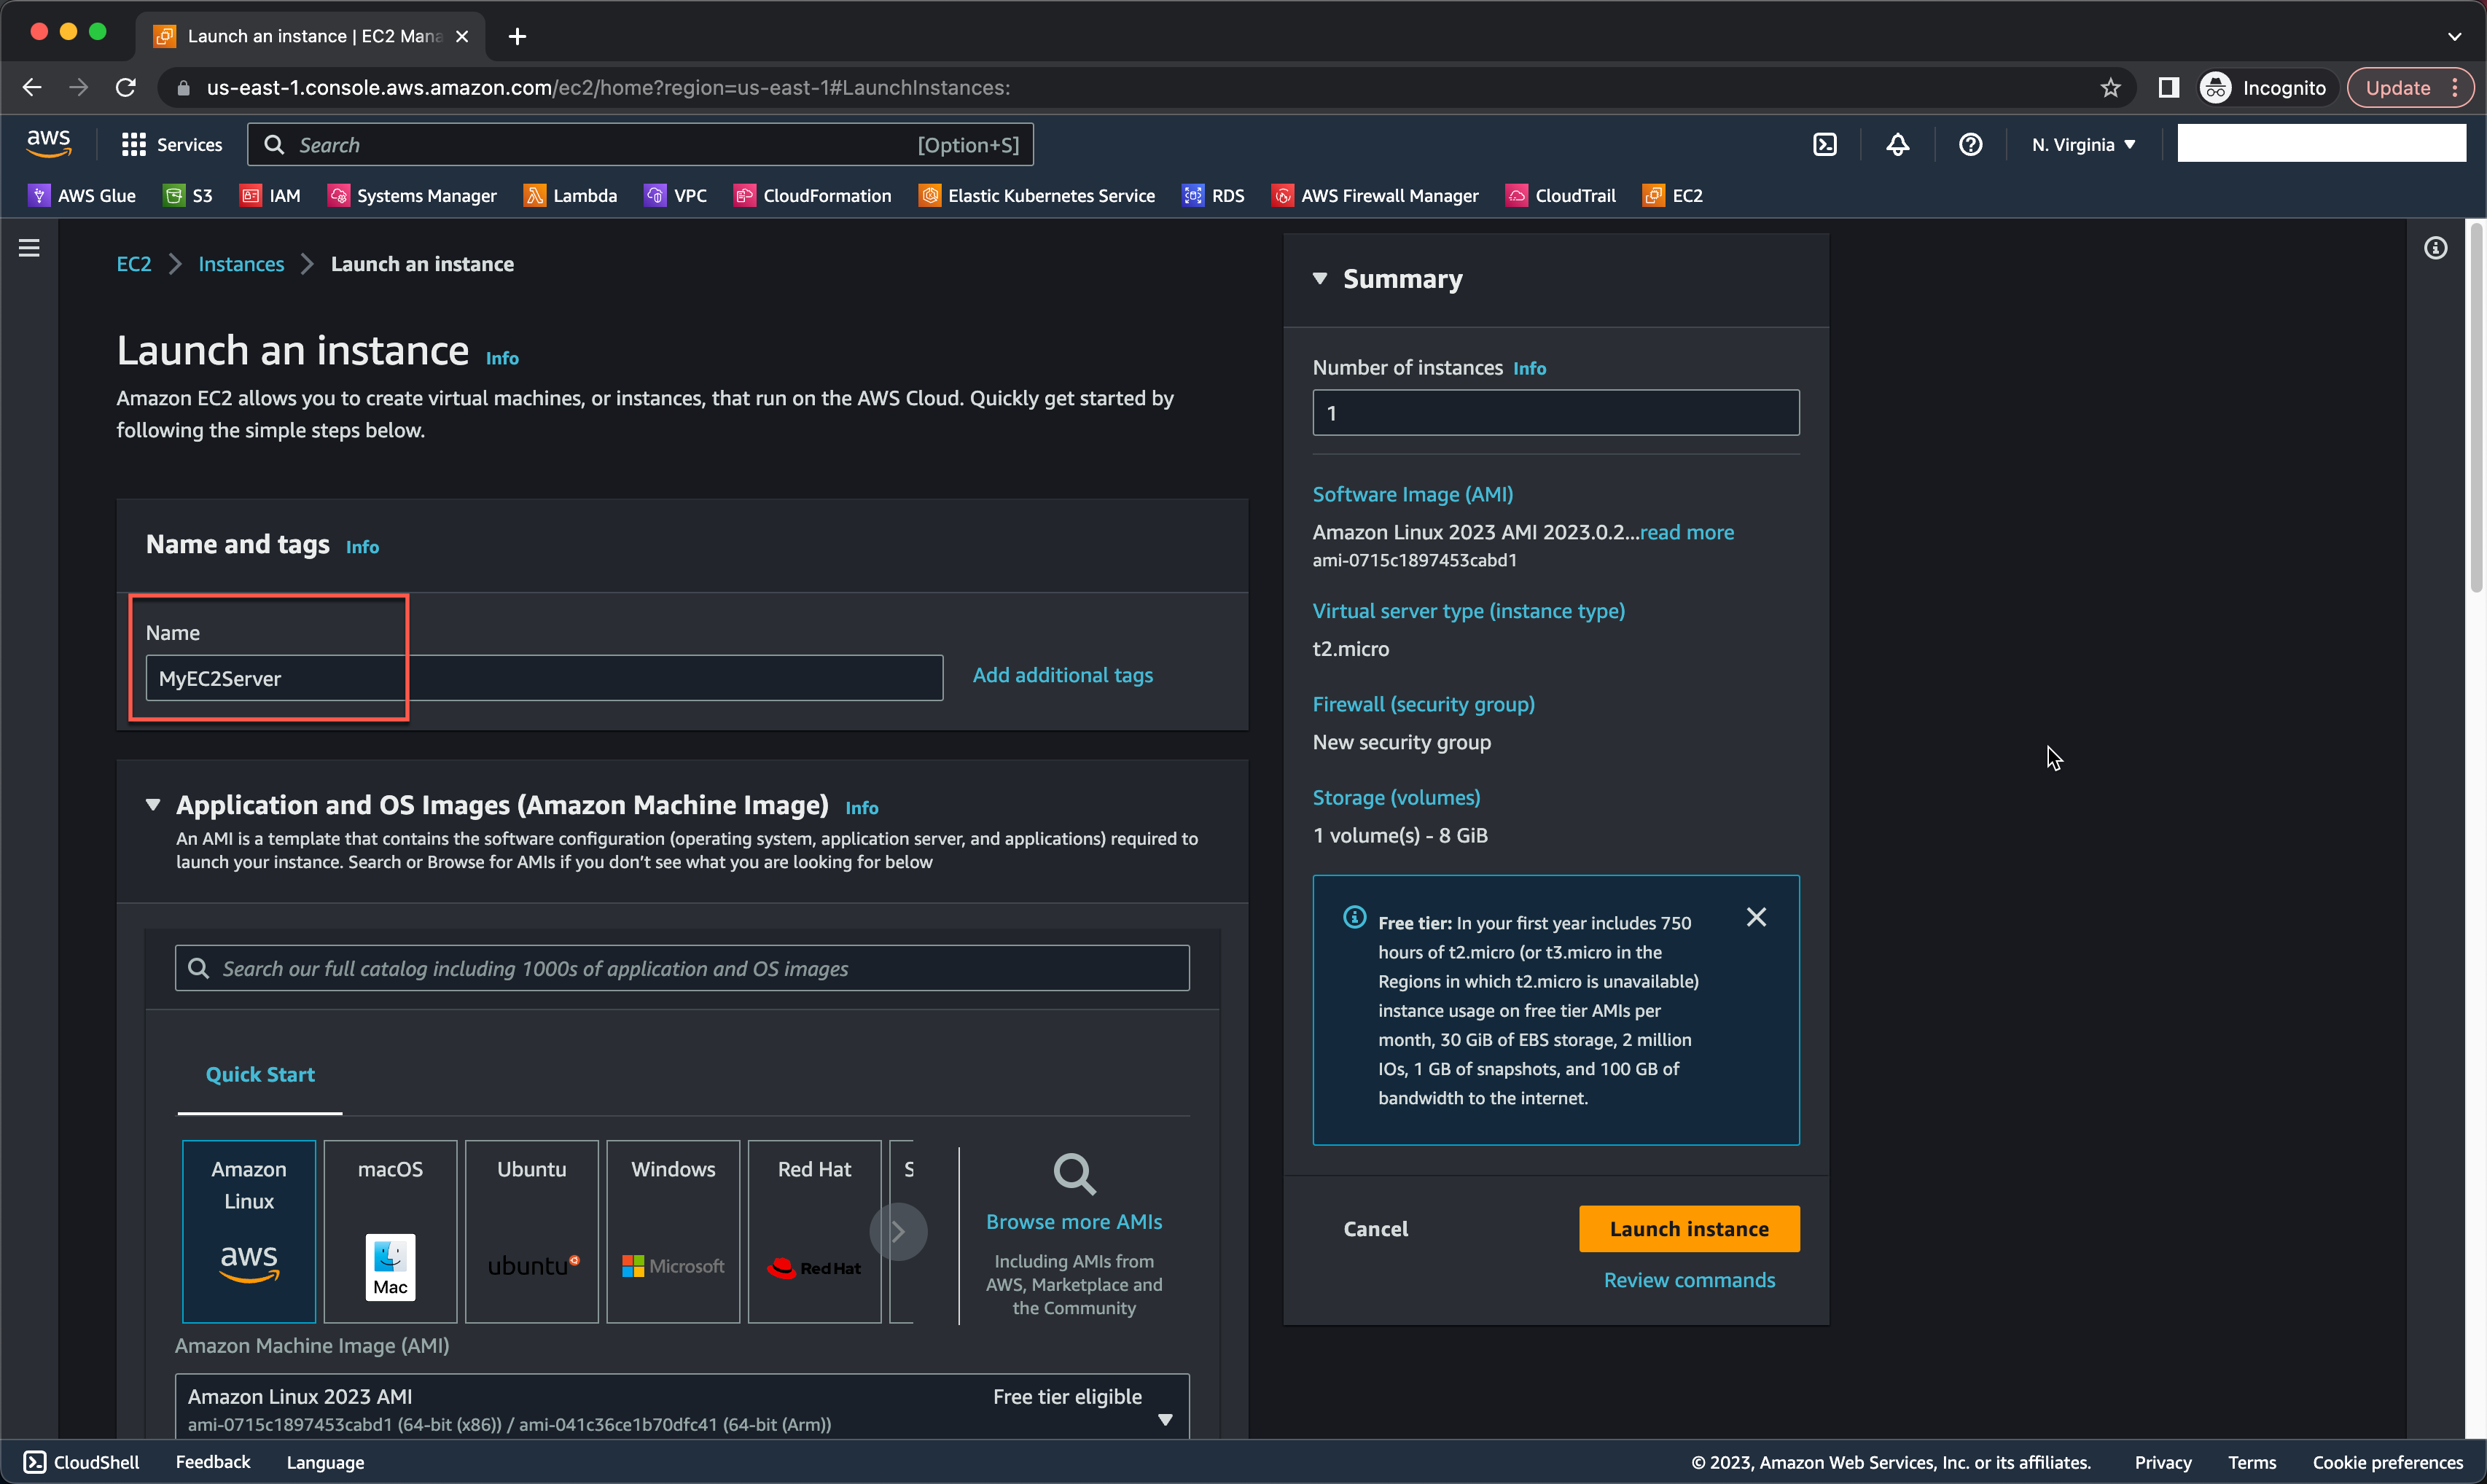 Launch an instance | EC2 Mana
us-east-1.console.aws.amazon.com/ec2/home?region=us-east-1#LaunchInstances:
Incognito
Update
aws
Services
Search
[Option+S]
N. Virginia
AWS Glue
S3
IAM
Systems Manager
Lambda
VPC
CloudFormation
Elastic Kubernetes Service
RDS
AWS Firewall Manager
CloudTrail
EC2
EC2
Instances
Launch an instance
Launch an instance Info
Amazon EC2 allows you to create virtual machines, or instances, that run on the AWS Cloud. Quickly get started by
following the simple steps below.
Name and tags Info
Name
MyEC2Server
Add additional tags
Application and OS Images (Amazon Machine Image) Info
An AMI is a template that contains the software configuration (operating system, application server, and applications) required to
launch your instance. Search or Browse for AMIs if you don't see what you are looking for below
Search our full catalog including 1000s of application and OS images
Quick Start
Amazon
Linux
aws
macOS
Mac
Ubuntu
ubuntu
Windows
Microsoft
Red Hat
Red Hat
S
Browse more AMIs
Including AMIs from
AWS, Marketplace and
the Community
Amazon Machine Image (AMI)
Amazon Linux 2023 AMI
Free tier eligible
ami-0715c1897453cabd1 (64-bit (x86)) / ami-041c36ce1b70dfc41 (64-bit (Arm))
Summary
Number of instances Info
1
Software Image (AMI)
Amazon Linux 2023 AMI 2023.0.2...read more
ami-0715c1897453cabd1
Virtual server type (instance type)
t2.micro
Firewall (security group)
New security group
Storage (volumes)
1 volume(s) - 8 GiB
Free tier: In your first year includes 750
hours of t2.micro (or t3.micro in the
Regions in which t2.micro is unavailable)
instance usage on free tier AMIs per
month, 30 GiB of EBS storage, 2 million
IOs, 1 GB of snapshots, and 100 GB of
bandwidth to the internet.
Cancel
Launch instance
Review commands
CloudShell
Feedback
Language
© 2023, Amazon Web Services, Inc. or its affiliates.
Privacy
Terms
Cookie preferences